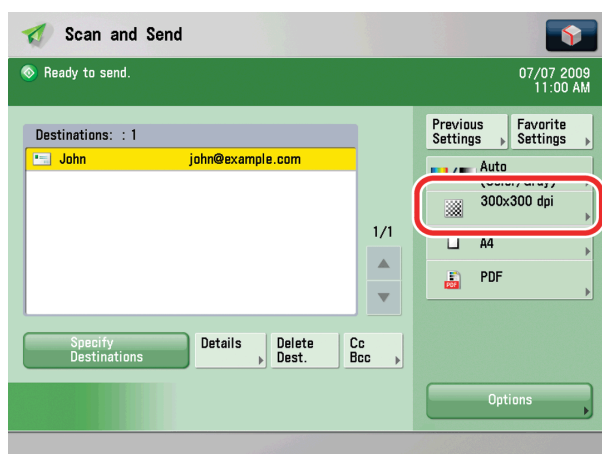 Scan and Send
Ready to send.
07/07 2009
11:00 AM
Destinations: : 1
John john@example.com
1/1
Previous
Settings
Favorite
Settings
Auto
(Color/Gray)
300x300 dpi
A4
PDF
PDF
Specify
Destinations
Details
Delete
Dest.
Cc
Bcc
Options